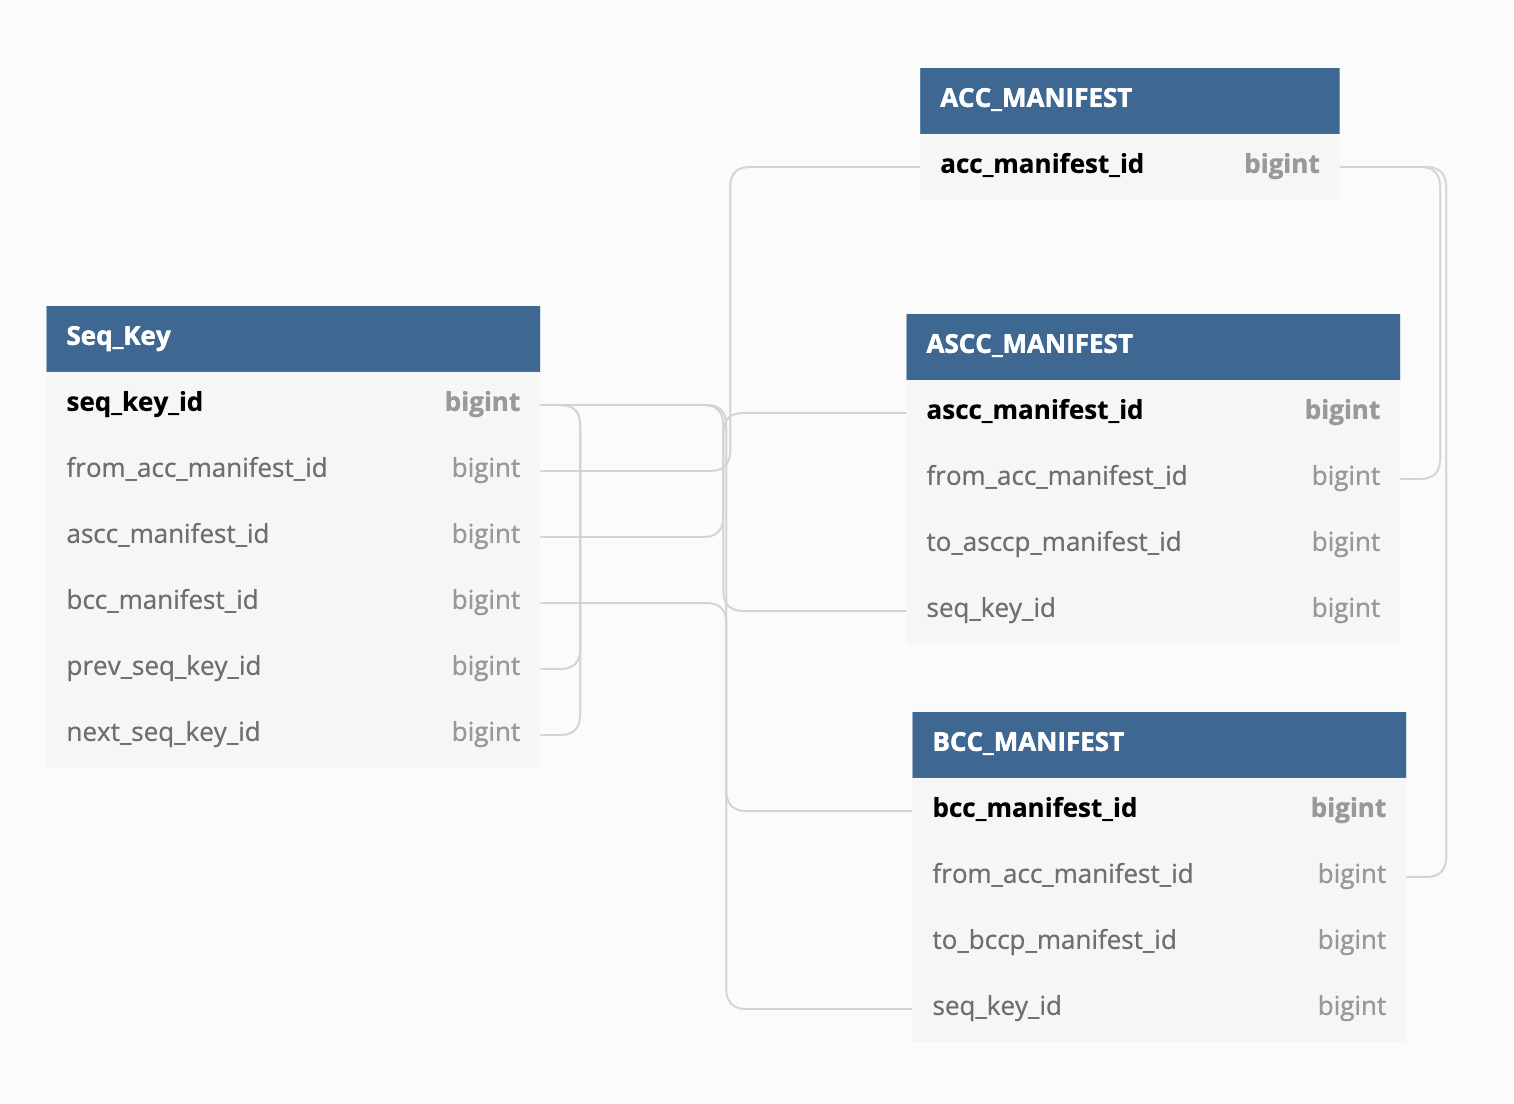 ACC_MANIFEST
acc_manifest_id bigint
Seq_Key
seq_key_id bigint
from_acc_manifest_id bigint
ascc_manifest_id bigint
bcc_manifest_id bigint
prev_seq_key_id bigint
next_seq_key_id bigint
ASCC_MANIFEST
ascc_manifest_id bigint
from_acc_manifest_id bigint
to_asccp_manifest_id bigint
seq_key_id bigint
BCC_MANIFEST
bcc_manifest_id bigint
from_acc_manifest_id bigint
to_bccp_manifest_id bigint
seq_key_id bigint